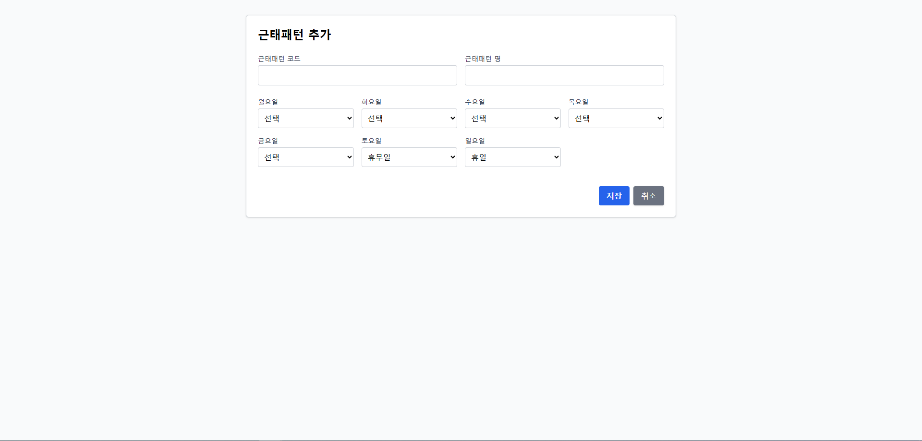 근태패턴 추가
근태패턴 코드 근태패턴 명
월요일 화요일 수요일 목요일
선택 선택 선택 선택
금요일 토요일 일요일
선택 휴무일 휴일
저장 취소